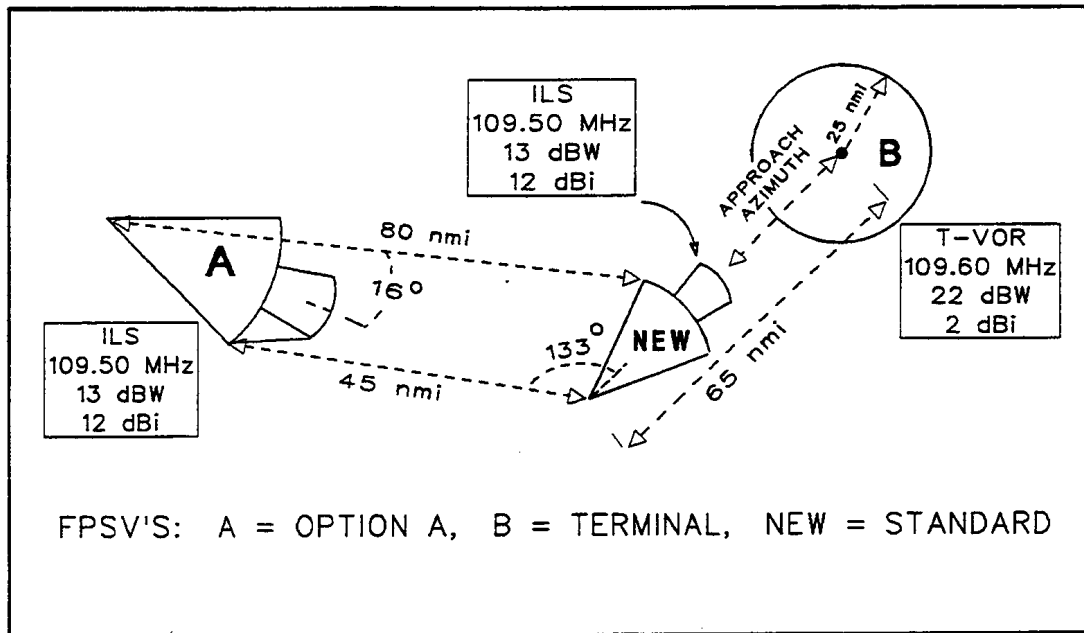 ILS
109.50 MHz
13 dBW
12 dBi
APPROACH
AZIMUTH
25 nmi
B
A
80 nmi
16°
T-VOR
109.60 MHz
22 dBW
2 dBi
ILS
109.50 MHz
13 dBW
12 dBi
133°
NEW
45 nmi
65 nmi
FPSV'S: A = OPTION A, B = TERMINAL, NEW = STANDARD